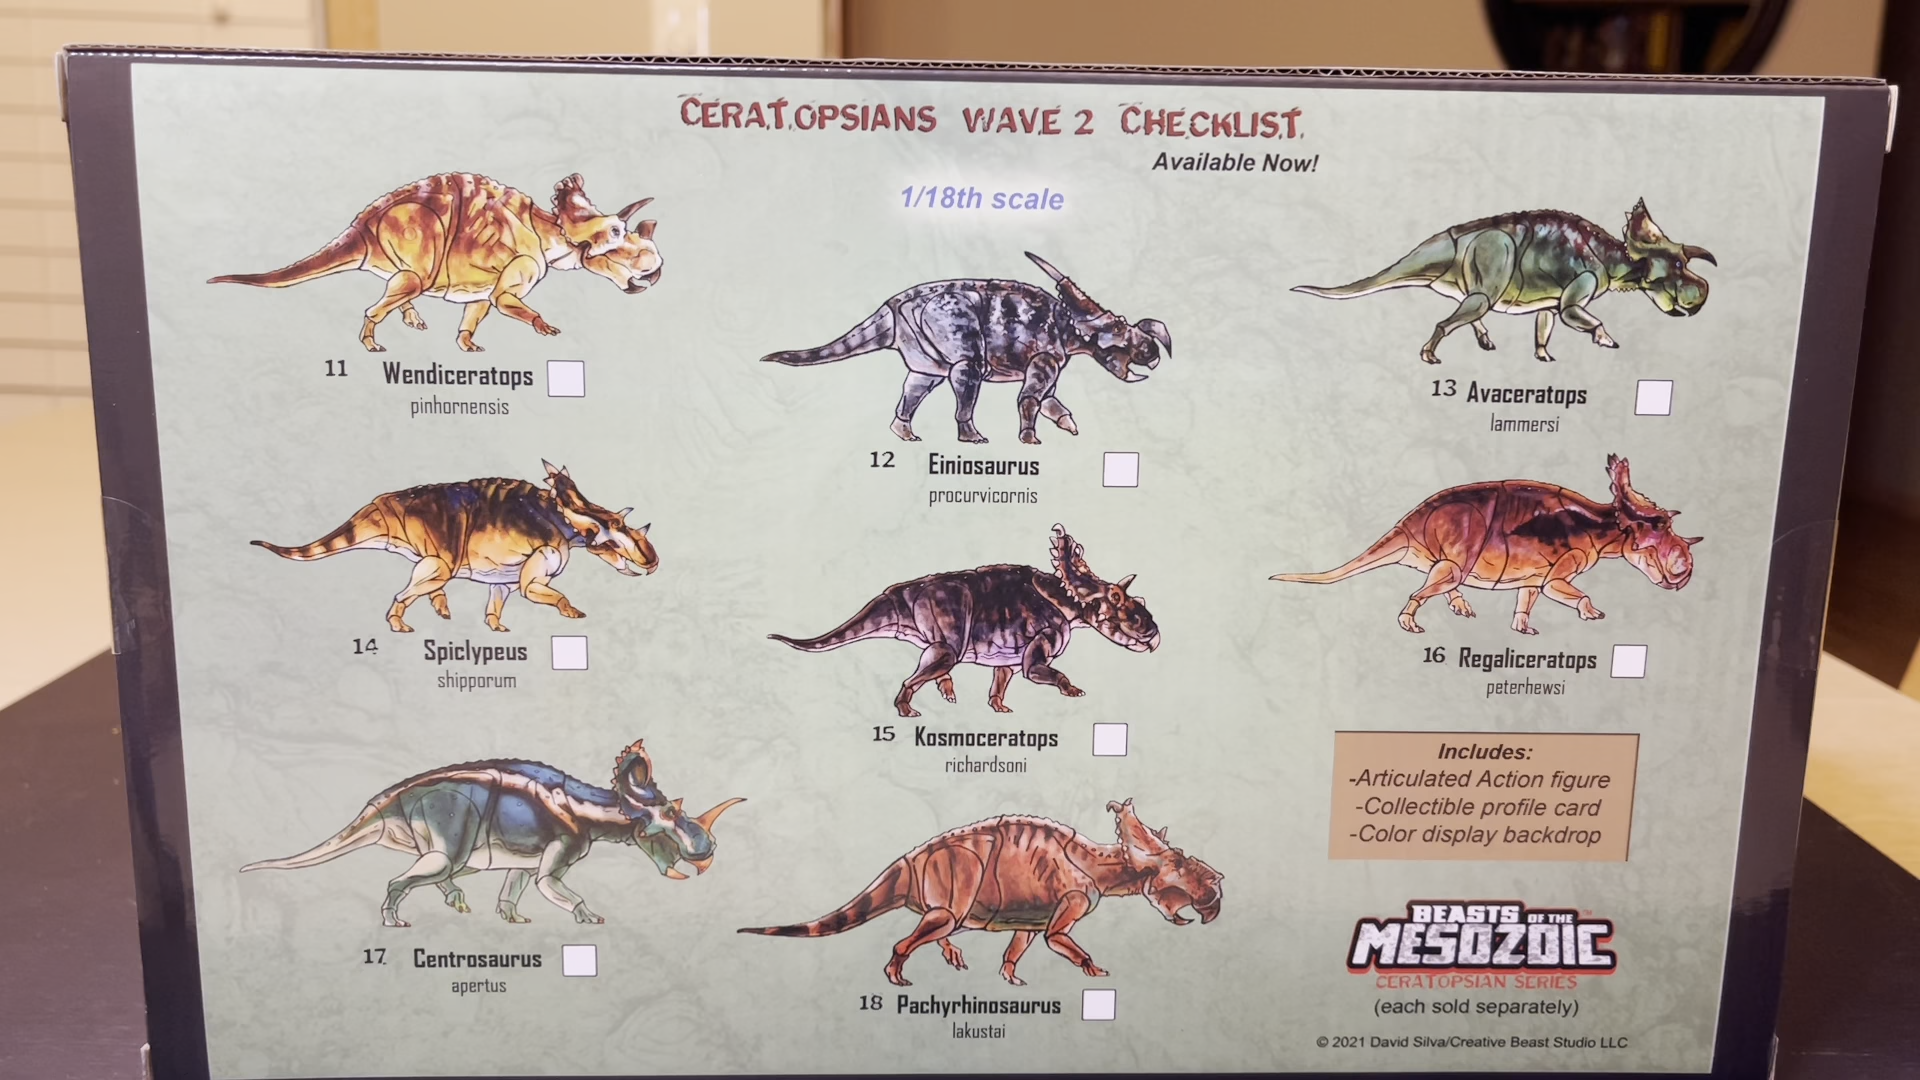 CERATOPSIANS WAVE 2 CHECKLIST
Available Now!
1/18th scale
11 Wendiceratops
pinhornensis
12 Einiosaurus
procurvicornis
13 Avaceratops
lammersi
14 Spiclypeus
shipporum
15 Kosmoceratops
richardsoni
16 Regaliceratops
peterhewsi
17 Centrosaurus
apertus
18 Pachyrhinosaurus
lakustai
Includes:
-Articulated Action figure
-Collectible profile card
-Color display backdrop
BEASTS OF THE
MESOZOIC™
CERATOPSIAN SERIES
(each sold separately)
© 2021 David Silva/Creative Beast Studio LLC